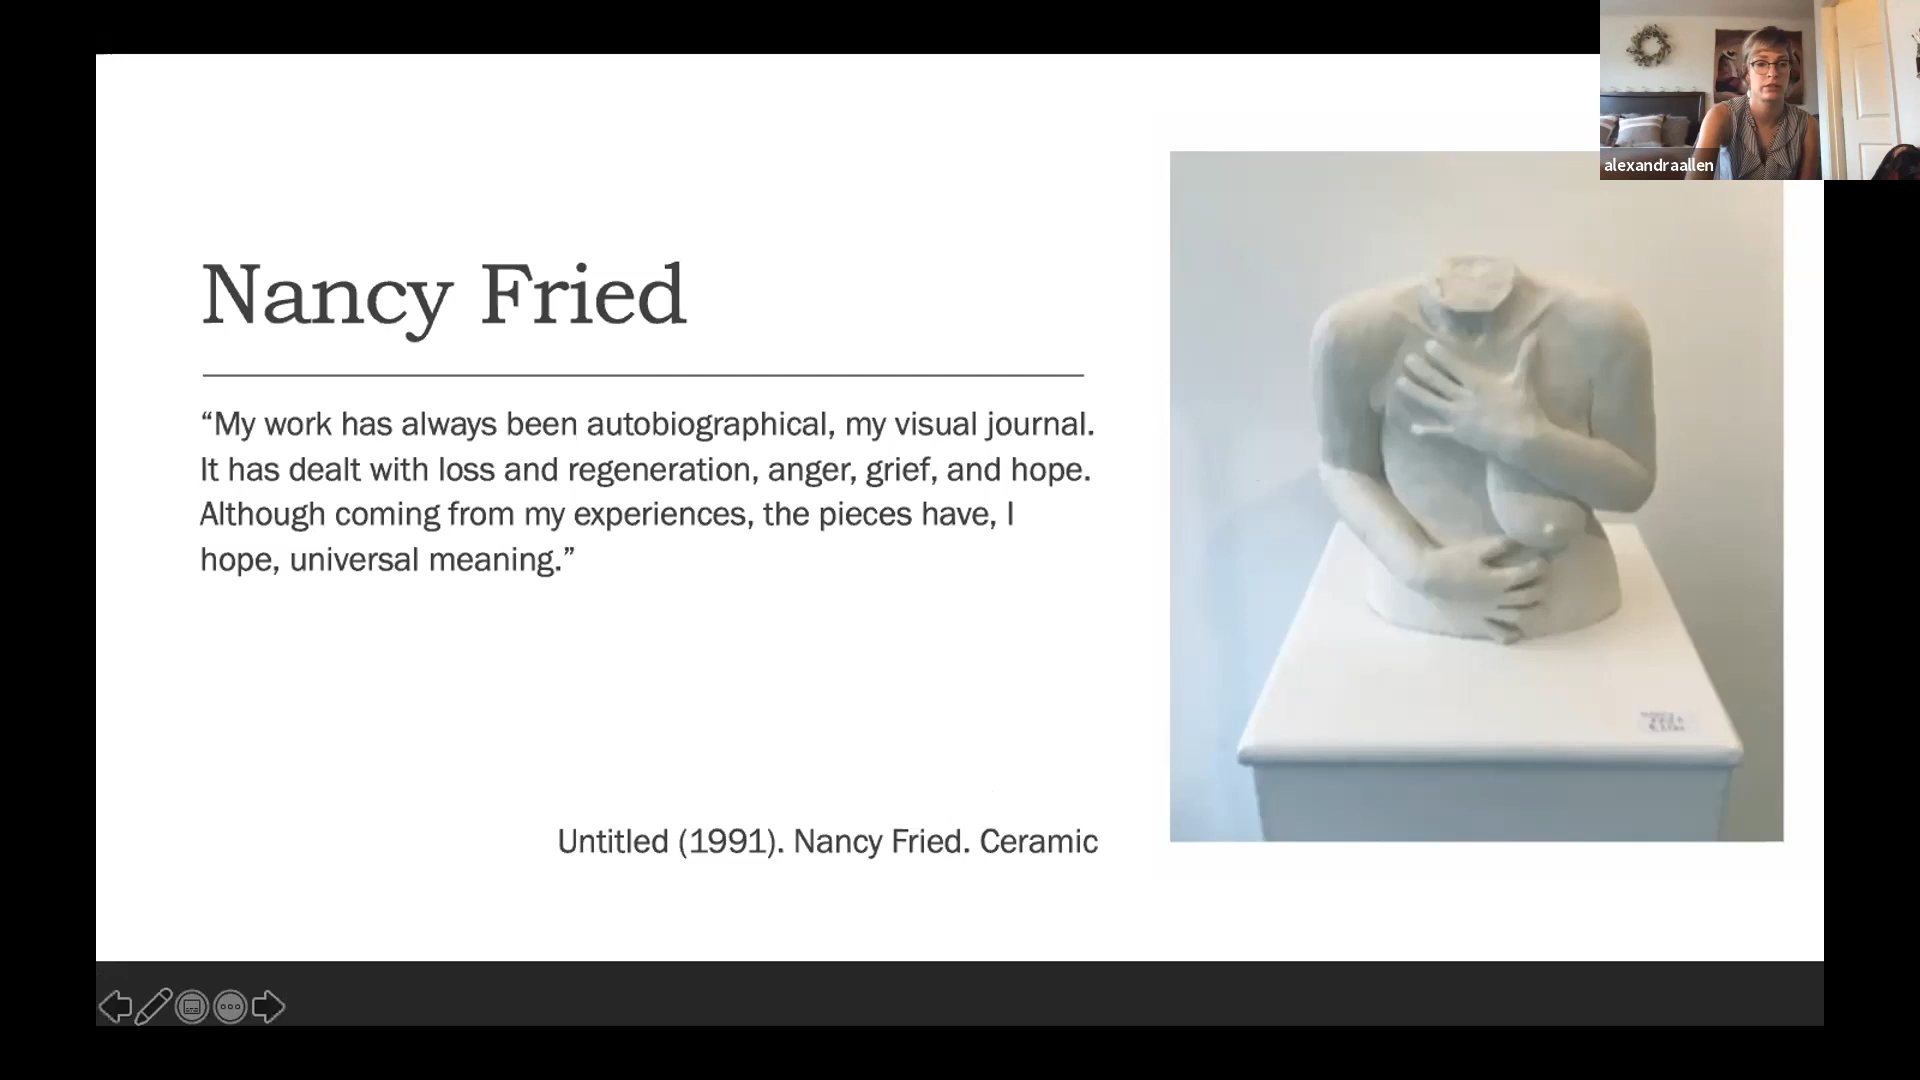 alexandraallen
Nancy Fried
“My work has always been autobiographical, my visual journal.
It has dealt with loss and regeneration, anger, grief, and hope.
Although coming from my experiences, the pieces have, I
hope, universal meaning.”
Untitled (1991). Nancy Fried. Ceramic